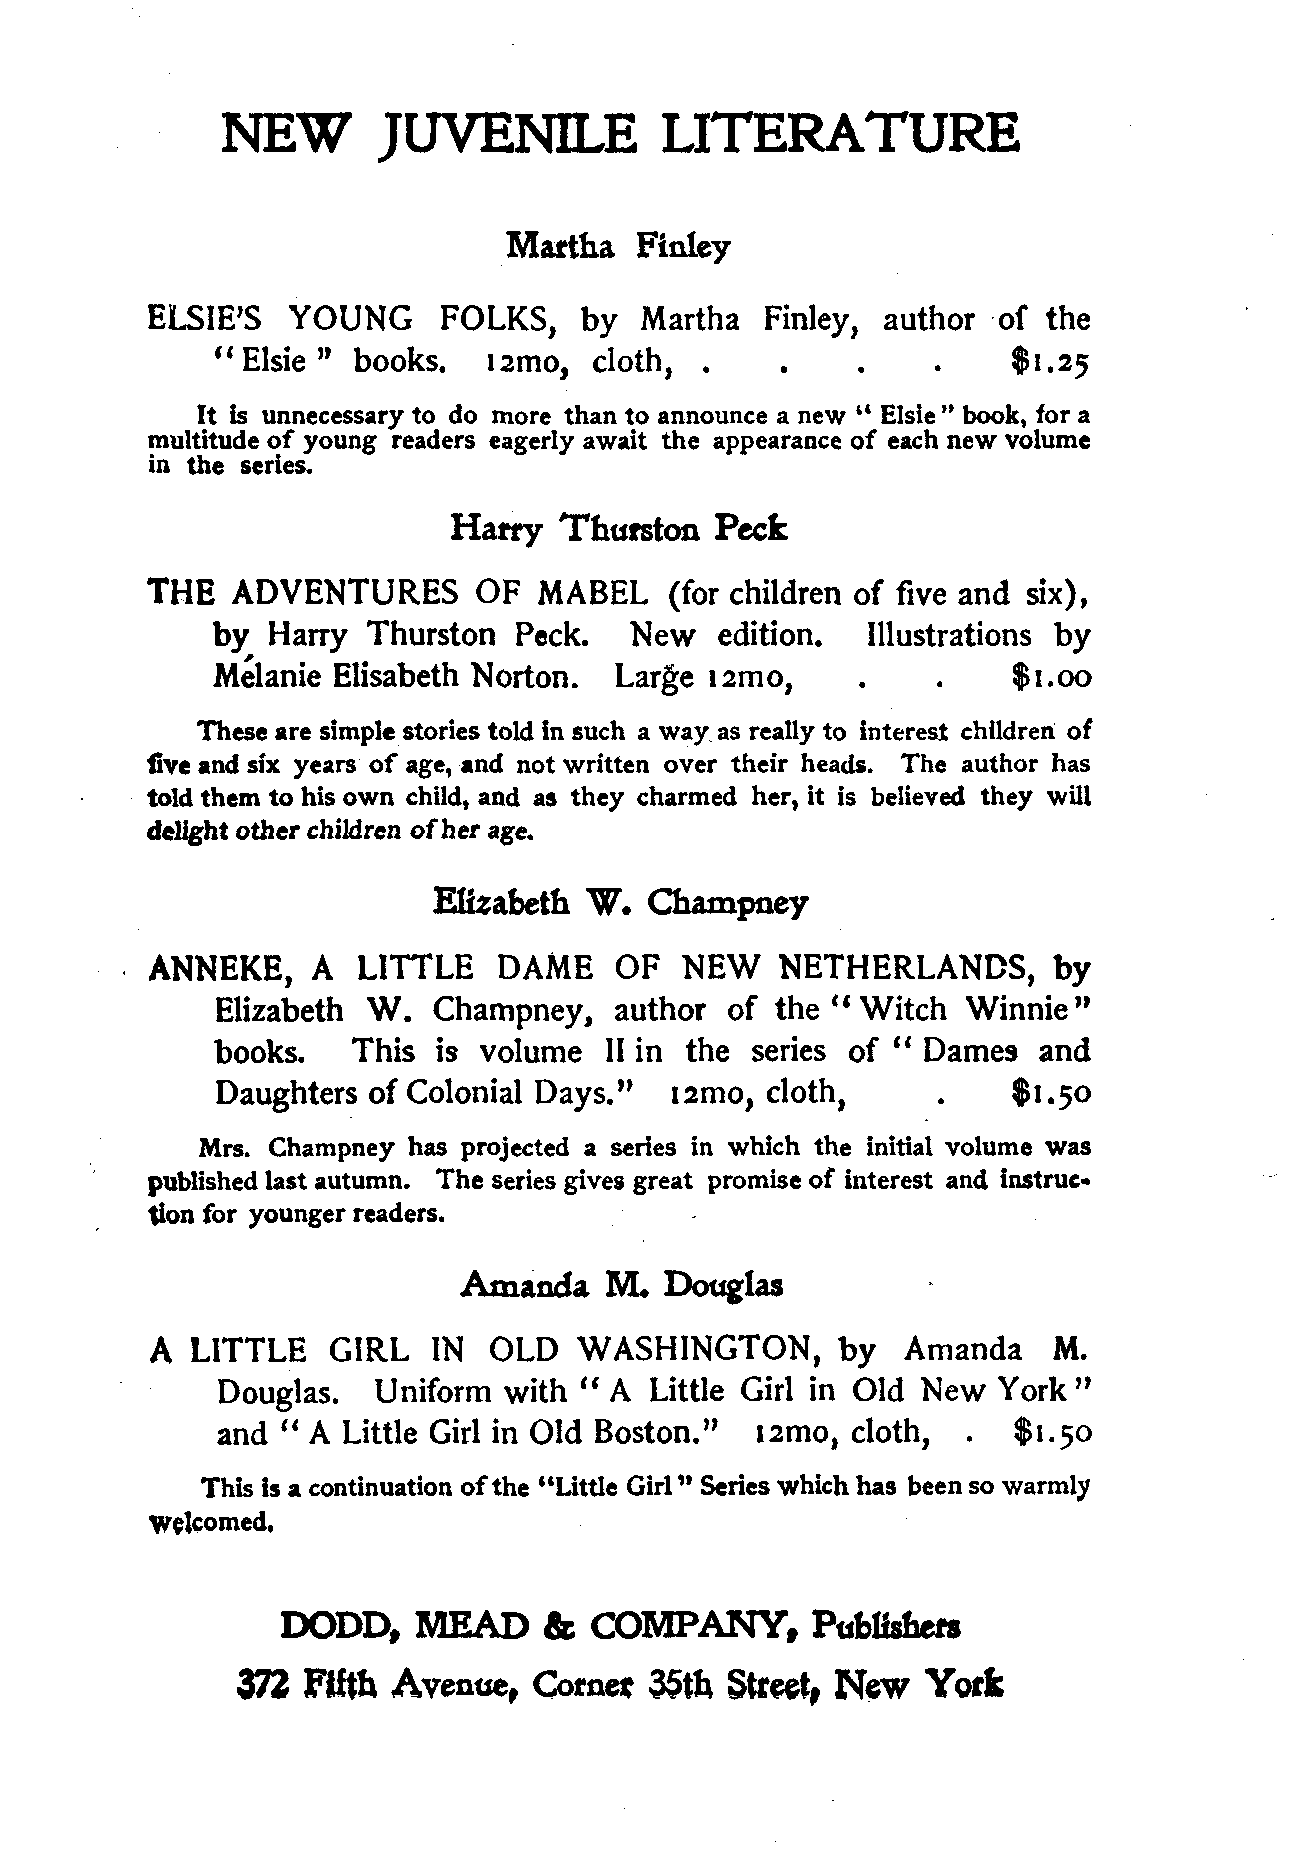 NEW JUVENILE LITERATURE
Martha Finley
ELSIE'S YOUNG FOLKS, by Martha Finley, author of the
“Elsie” books. 12mo, cloth, . . . . $1.25
It is unnecessary to do more than to announce a new “Elsie” book, for a
multitude of young readers eagerly await the appearance of each new volume
in the series.
Harry Thurston Peck
THE ADVENTURES OF MABEL (for children of five and six),
by Harry Thurston Peck. New edition. Illustrations by
Mélanie Elisabeth Norton. Large 12mo, . . $1.00
These are simple stories told in such a way as really to interest children of
five and six years of age, and not written over their heads. The author has
told them to his own child, and as they charmed her, it is believed they will
delight other children of her age.
Elizabeth W. Champney
ANNEKE, A LITTLE DAME OF NEW NETHERLANDS, by
Elizabeth W. Champney, author of the “Witch Winnie”
books. This is volume II in the series of “Dames and
Daughters of Colonial Days.” 12mo, cloth, . $1.50
Mrs. Champney has projected a series in which the initial volume was
published last autumn. The series gives great promise of interest and instruc-
tion for younger readers.
Amanda M. Douglas
A LITTLE GIRL IN OLD WASHINGTON, by Amanda M.
Douglas. Uniform with “A Little Girl in Old New York”
and “A Little Girl in Old Boston.” 12mo, cloth, . $1.50
This is a continuation of the “Little Girl” Series which has been so warmly
welcomed.
DODD, MEAD & COMPANY, Publishers
372 Fifth Avenue, Corner 35th Street, New York